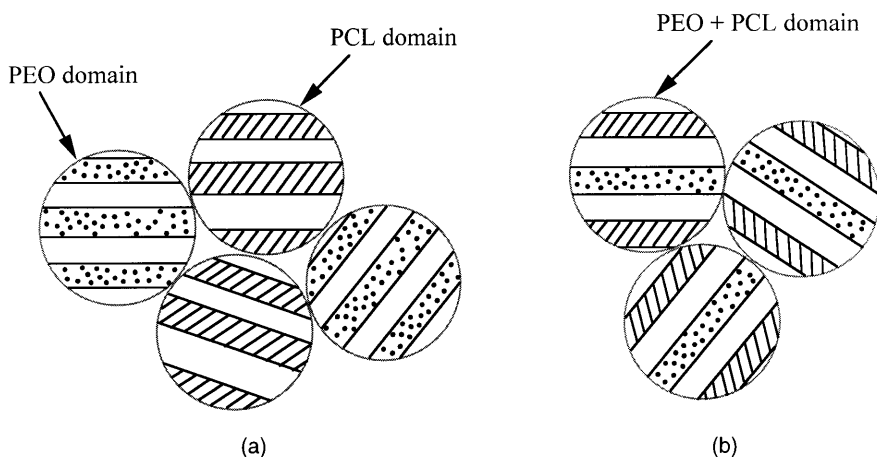 PEO domain
PCL domain
PEO + PCL domain
(a)
(b)